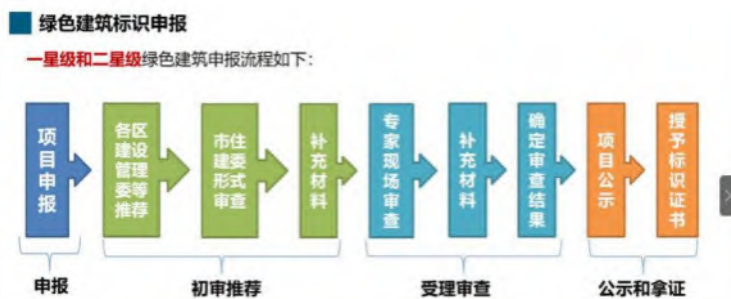 绿色建筑标识申报
一星级和二星级绿色建筑申报流程如下：
项目申报
各区建设管理委等推荐
市住建委形式审查
补充材料
专家现场审查
补充材料
确定审查结果
项目公示
授予标识证书
申报
初审推荐
受理审查
公示和拿证